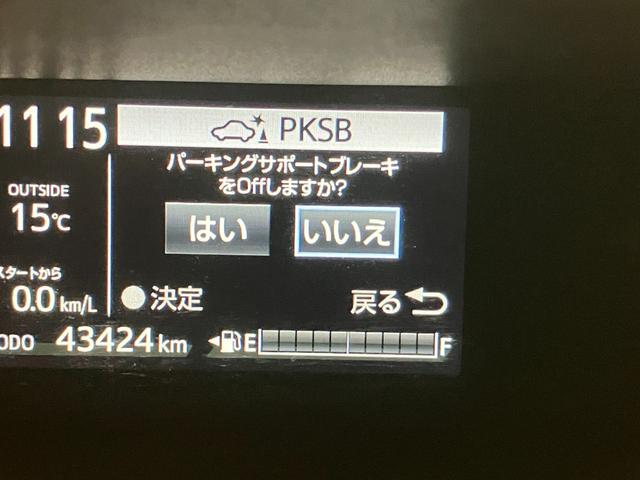 11 15
PKSB
パーキングサポートブレーキ
をOffしますか?
OUTSIDE
15℃
はい
いいえ
スタートから
0.0 km/L
決定
戻る
ODO 43424 km
E
F